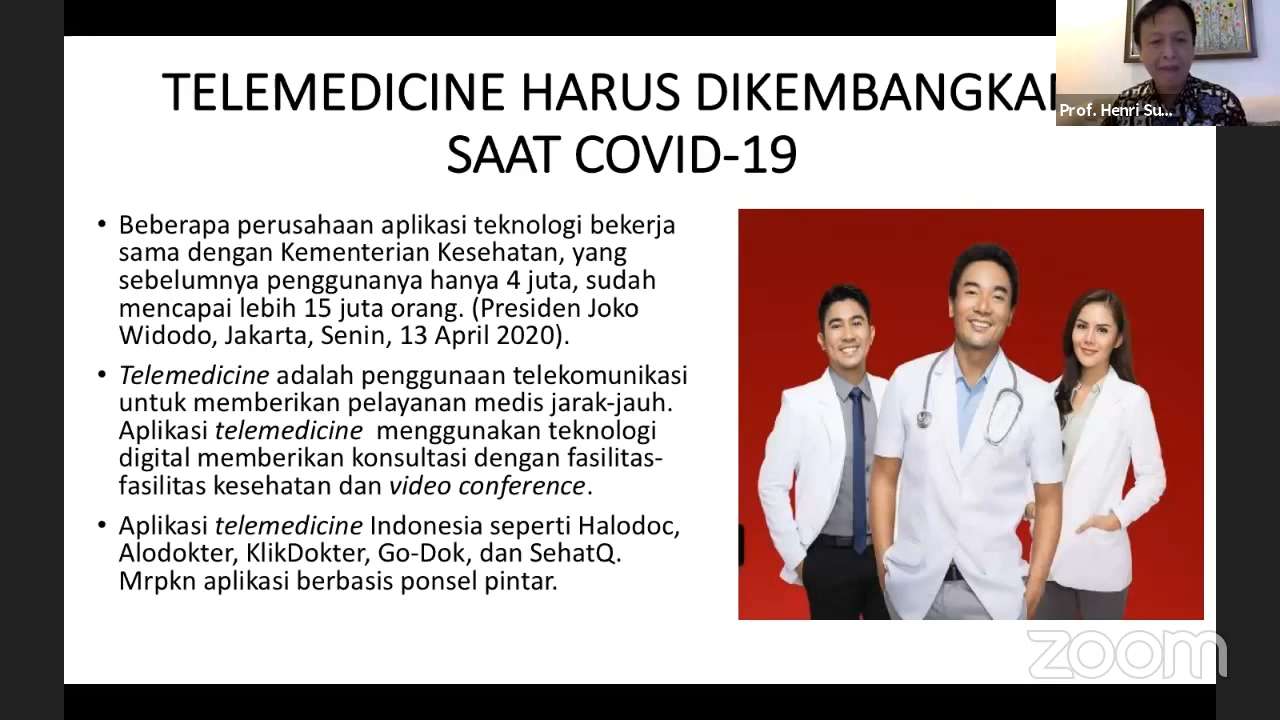 TELEMEDICINE HARUS DIKEMBANGKA
SAAT COVID-19
Prof. Henri Su...
• Beberapa perusahaan aplikasi teknologi bekerja
sama dengan Kementerian Kesehatan, yang
sebelumnya penggunanya hanya 4 juta, sudah
mencapai lebih 15 juta orang. (Presiden Joko
Widodo, Jakarta, Senin, 13 April 2020).
• Telemedicine adalah penggunaan telekomunikasi
untuk memberikan pelayanan medis jarak-jauh.
Aplikasi telemedicine menggunakan teknologi
digital memberikan konsultasi dengan fasilitas-
fasilitas kesehatan dan video conference.
• Aplikasi telemedicine Indonesia seperti Halodoc,
Alodokter, KlikDokter, Go-Dok, dan SehatQ.
Mrpkn aplikasi berbasis ponsel pintar.
zoom